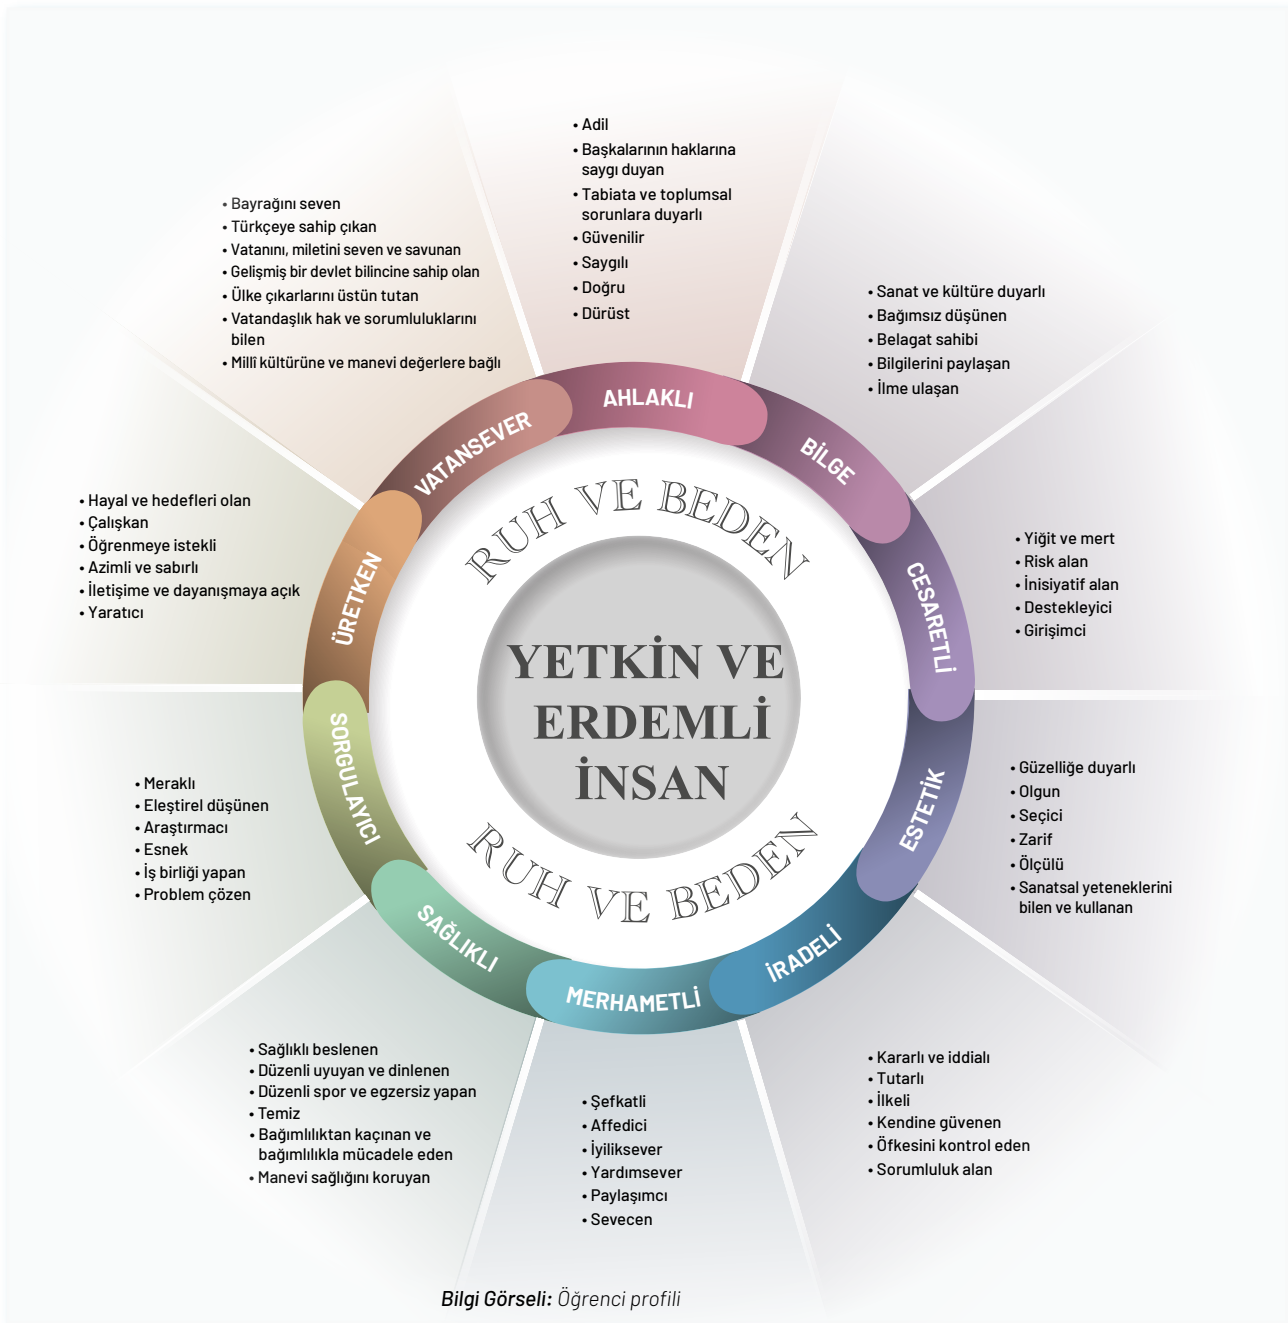 • Adil
• Başkalarının haklarına
saygı duyan
• Tabiata ve toplumsal
sorunlara duyarlı
• Güvenilir
• Saygılı
• Doğru
• Dürüst
• Bayrağını seven
• Türkçeye sahip çıkan
• Vatanını, miletini seven ve savunan
• Gelişmiş bir devlet bilincine sahip olan
• Ülke çıkarlarını üstün tutan
• Vatandaşlık hak ve sorumluluklarını
bilen
• Millî kültürüne ve manevi değerlere bağlı
• Sanat ve kültüre duyarlı
• Bağımsız düşünen
• Belagat sahibi
• Bilgilerini paylaşan
• İlme ulaşan
• Hayal ve hedefleri olan
• Çalışkan
• Öğrenmeye istekli
• Azimli ve sabırlı
• İletişime ve dayanışmaya açık
• Yaratıcı
• Yiğit ve mert
• Risk alan
• İnisiyatif alan
• Destekleyici
• Girişimci
AHLAKLI
BİLGE
CESARETLİ
ESTETİK
İRADELİ
MERHAMETLİ
SAĞLIKLI
SORGULAYICI
ÜRETKEN
VATANSEVER
RUH VE BEDEN
YETKİN VE
ERDEMLİ
İNSAN
RUH VE BEDEN
• Meraklı
• Eleştirel düşünen
• Araştırmacı
• Esnek
• İş birliği yapan
• Problem çözen
• Güzelliğe duyarlı
• Olgun
• Seçici
• Zarif
• Ölçülü
• Sanatsal yeteneklerini
bilen ve kullanan
• Sağlıklı beslenen
• Düzenli uyuyan ve dinlenen
• Düzenli spor ve egzersiz yapan
• Temiz
• Bağımlılıktan kaçınan ve
bağımlılıkla mücadele eden
• Manevi sağlığını koruyan
• Şefkatli
• Affedici
• İyiliksever
• Yardımsever
• Paylaşımcı
• Sevecen
• Kararlı ve iddialı
• Tutarlı
• İlkeli
• Kendine güvenen
• Öfkesini kontrol eden
• Sorumluluk alan
Bilgi Görseli: Öğrenci profili